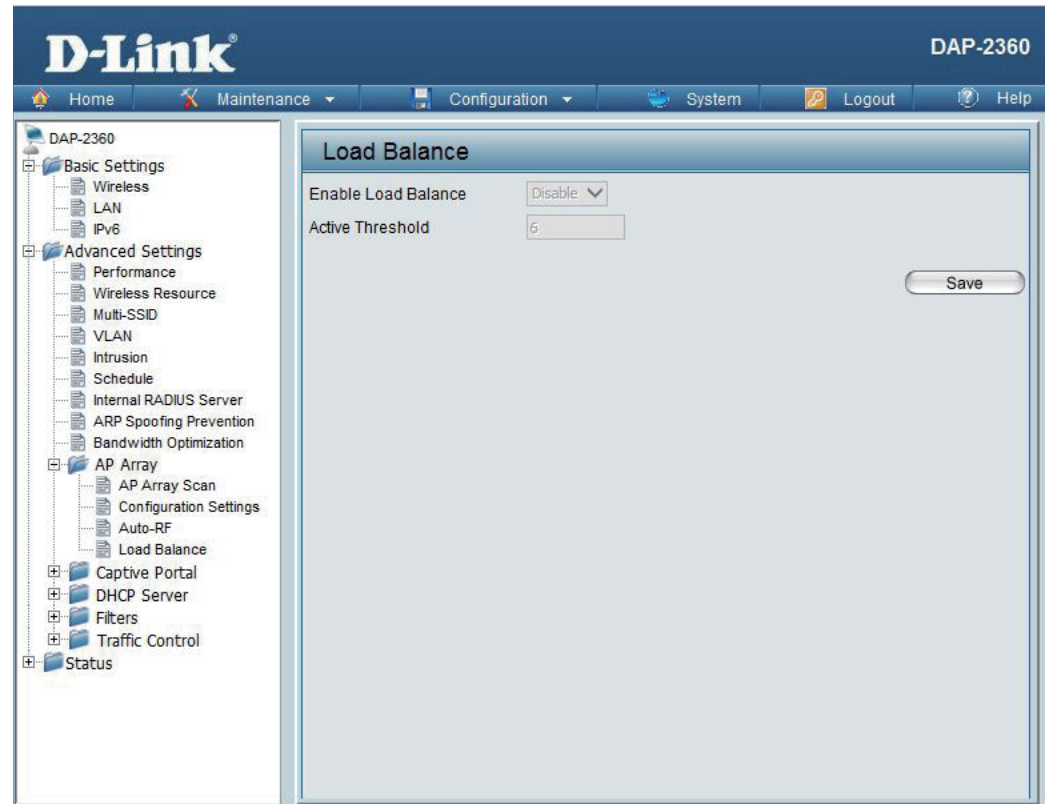 D-Link®
DAP-2360
Home Maintenance Configuration System Logout Help
DAP-2360
Basic Settings
Wireless
LAN
IPv6
Advanced Settings
Performance
Wireless Resource
Multi-SSID
VLAN
Intrusion
Schedule
Internal RADIUS Server
ARP Spoofing Prevention
Bandwidth Optimization
AP Array
AP Array Scan
Configuration Settings
Auto-RF
Load Balance
Captive Portal
DHCP Server
Filters
Traffic Control
Status
Load Balance
Enable Load Balance Disable
Active Threshold 6
Save